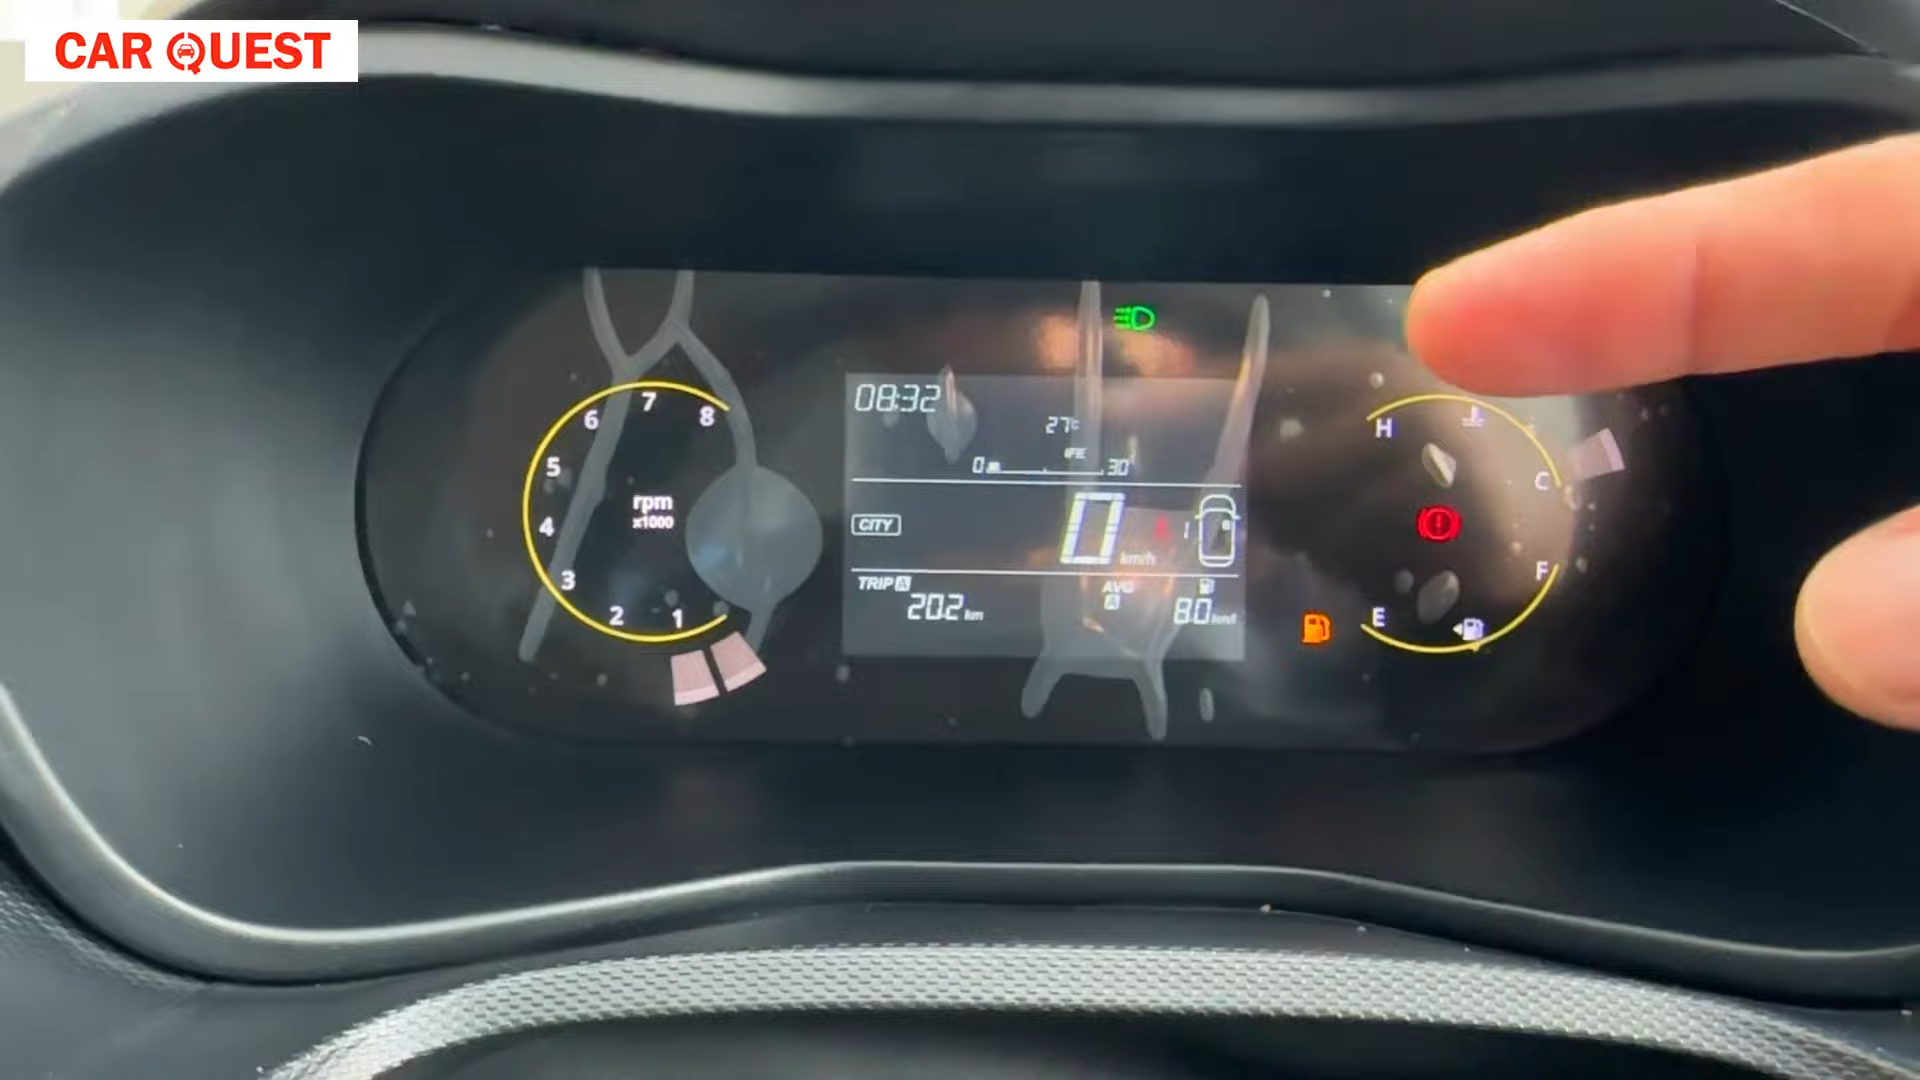 CAR QUEST
08:32
27°C
IFE
0 30
6 7 8
5
4
3
2 1
rpm
x1000
CITY
0 km/h
TRIP A
20.2 km
AVG
A
8.0 km/l
H
C
F
E